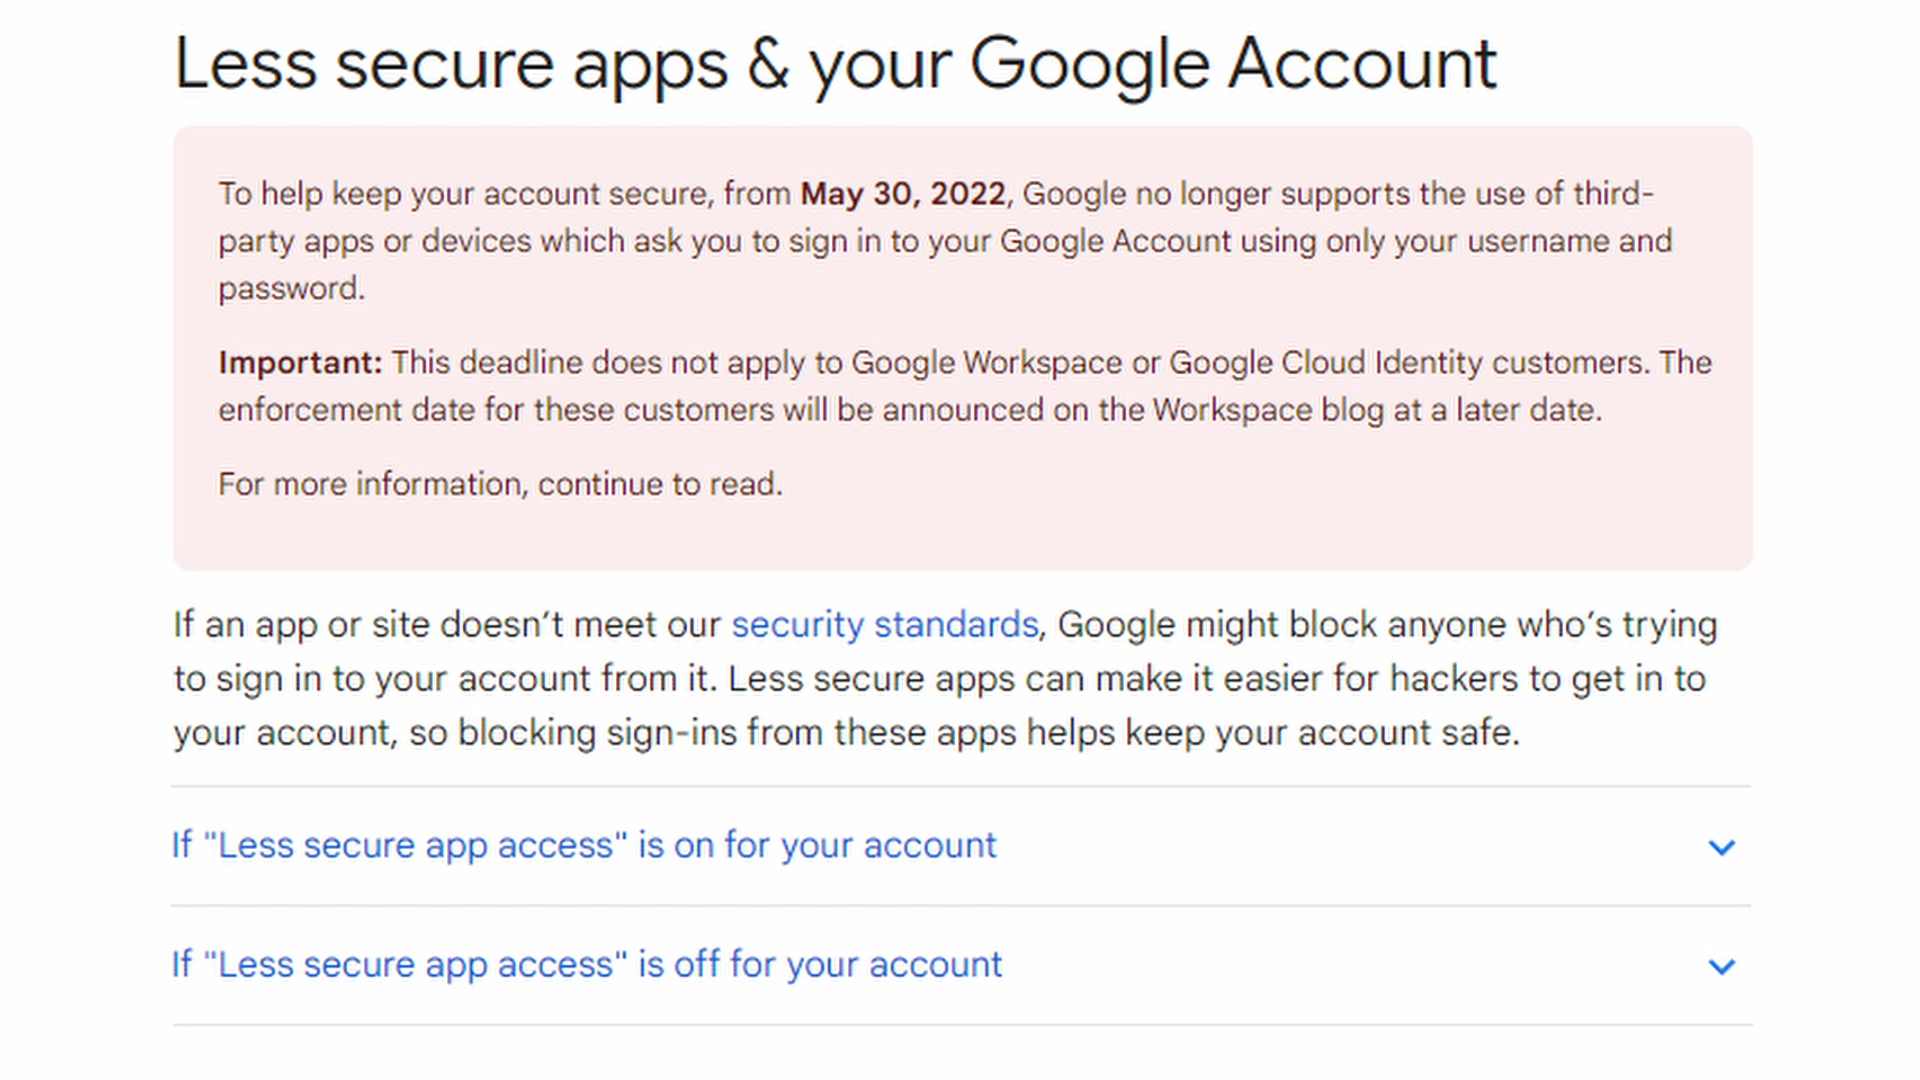 Less secure apps & your Google Account
To help keep your account secure, from May 30, 2022, Google no longer supports the use of third-
party apps or devices which ask you to sign in to your Google Account using only your username and
password.
Important: This deadline does not apply to Google Workspace or Google Cloud Identity customers. The
enforcement date for these customers will be announced on the Workspace blog at a later date.
For more information, continue to read.
If an app or site doesn’t meet our security standards, Google might block anyone who’s trying
to sign in to your account from it. Less secure apps can make it easier for hackers to get in to
your account, so blocking sign-ins from these apps helps keep your account safe.
If "Less secure app access" is on for your account
If "Less secure app access" is off for your account